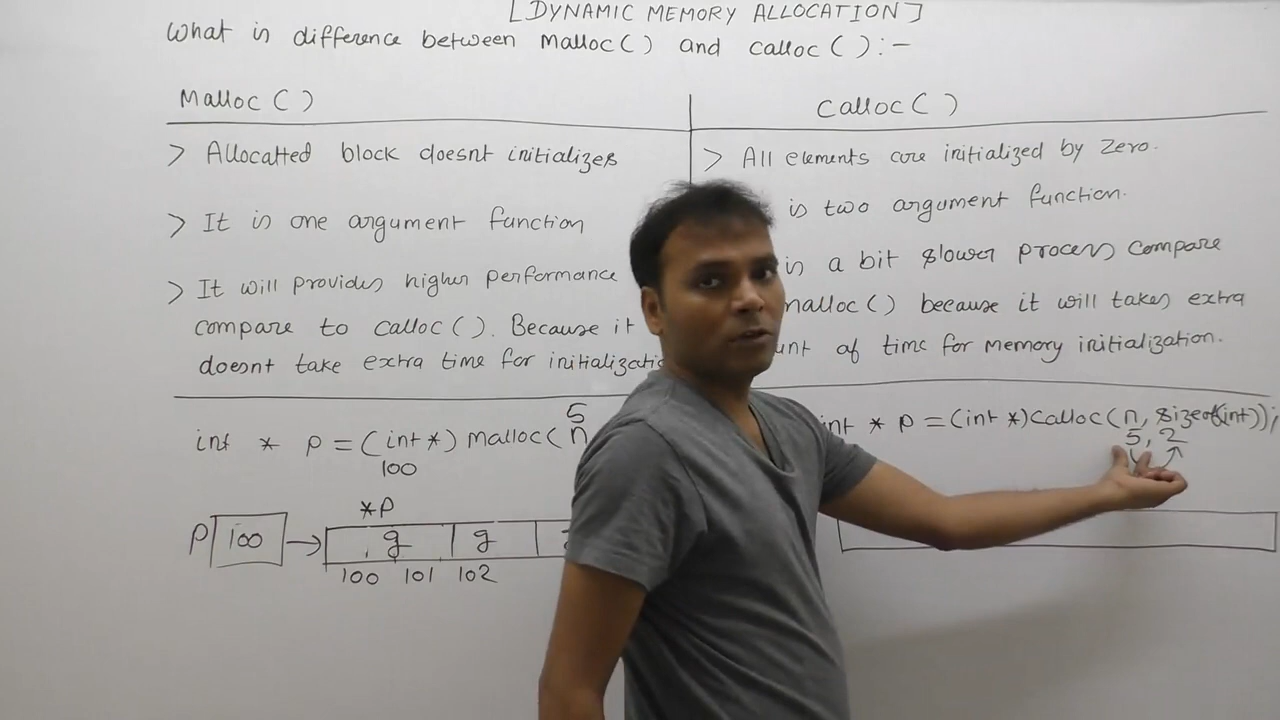 [DYNAMIC MEMORY ALLOCATION]
What is difference between Malloc() and calloc() :-
Malloc()
> Allocatted block doesnt initializes
> It is one argument function
> It will provides higher performance
compare to calloc(). Because it
doesnt take extra time for
5
int * p = (int *) malloc(n
100
*p
p 100 → g g
100 101 102
calloc()
> All elements are initialized by zero.
is two argument function.
is a bit slower process compare
malloc() because it will takes extra
of time for memory initialization.
int * p = (int *) calloc(n, sizeof(int));
5, 2